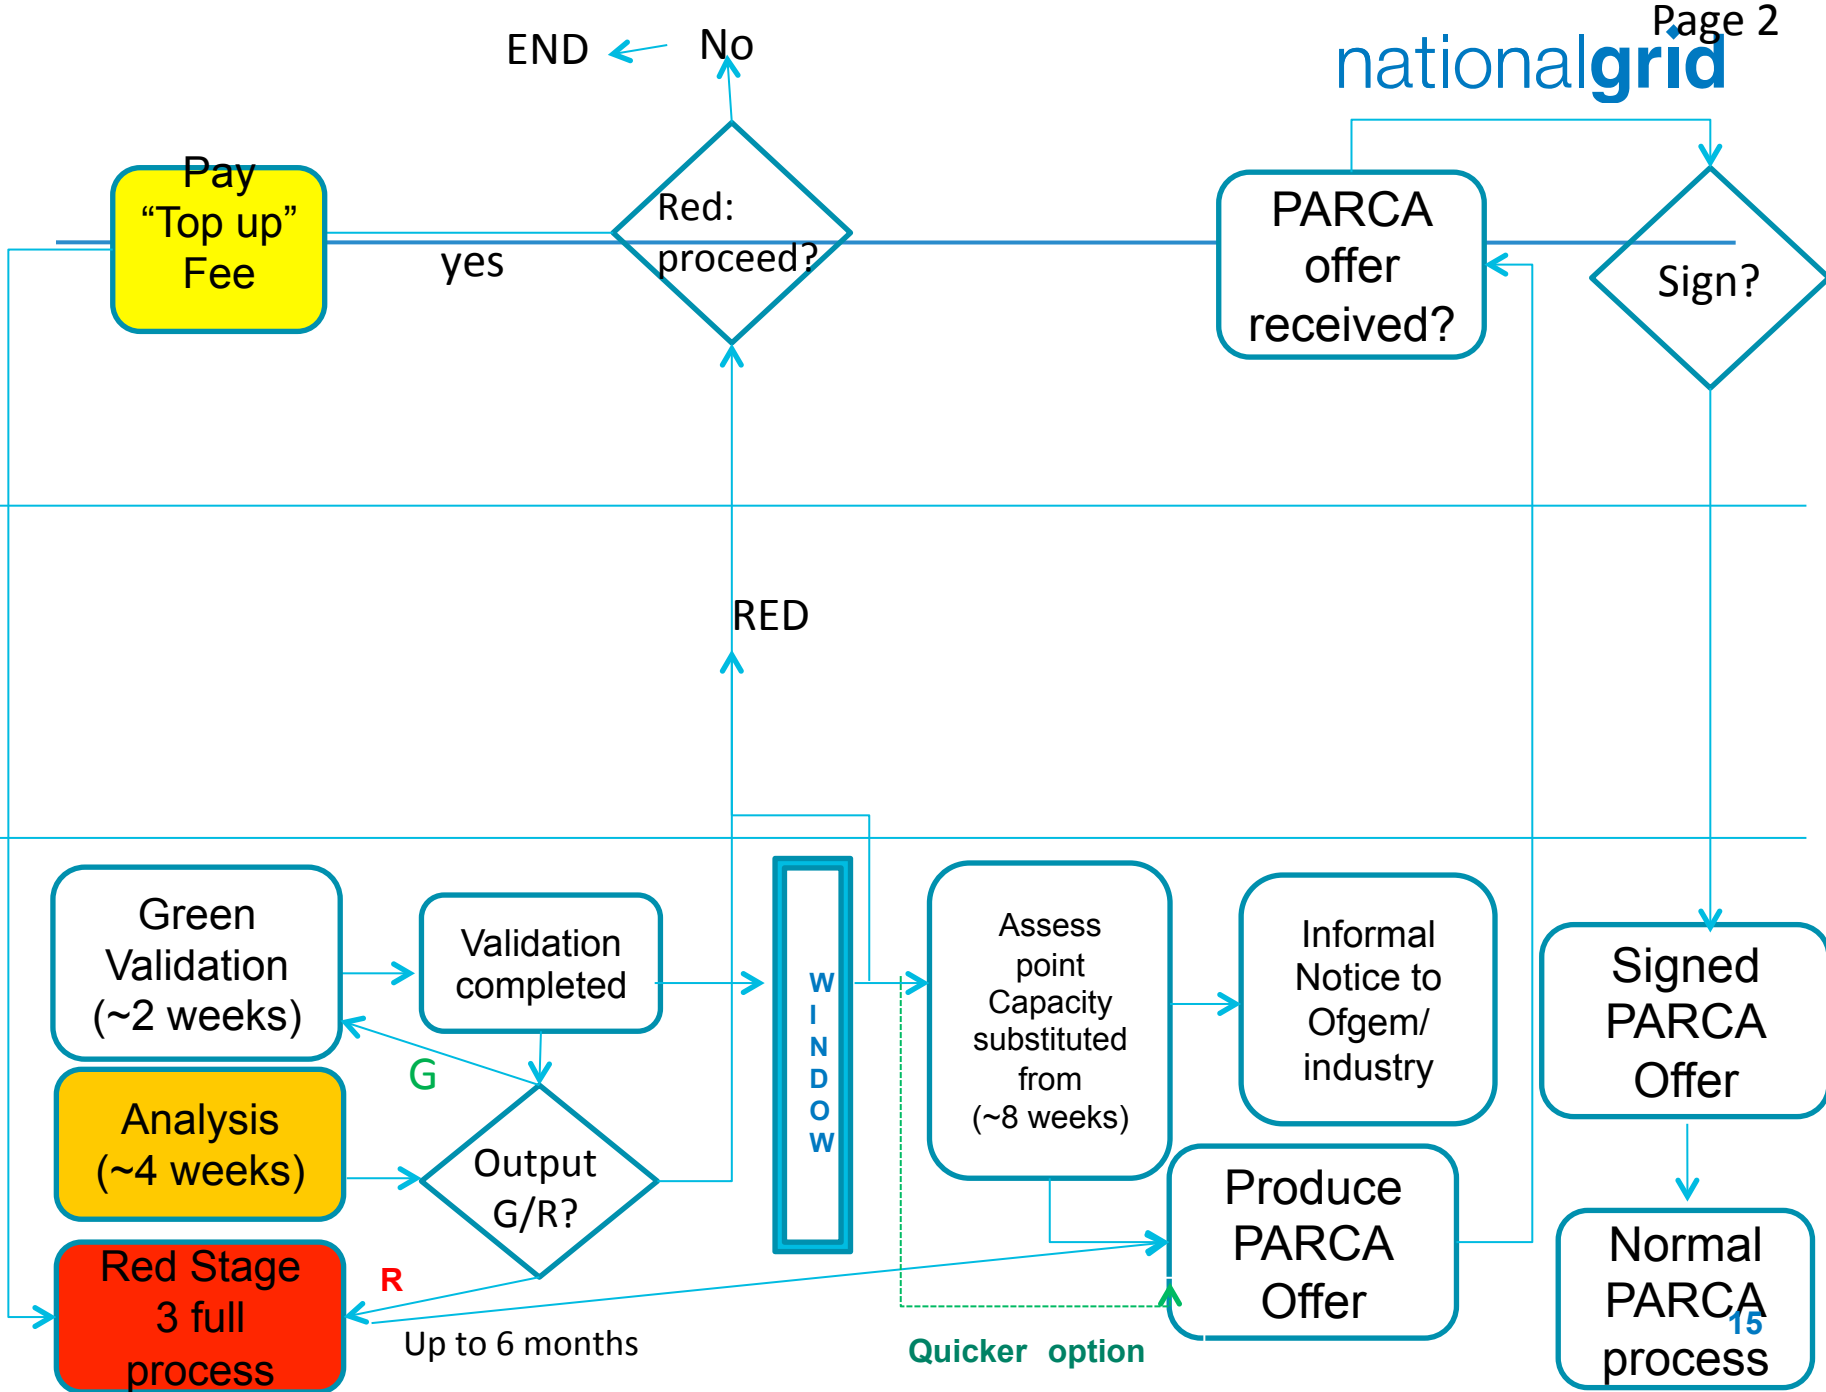 Page 2
nationalgrid
END
No
Pay
“Top up”
Fee
yes
Red:
proceed?
PARCA
offer
received?
Sign?
RED
Green
Validation
(~2 weeks)
Validation
completed
W
I
N
D
O
W
Assess
point
Capacity
substituted
from
(~8 weeks)
Informal
Notice to
Ofgem/
industry
Signed
PARCA
Offer
G
Analysis
(~4 weeks)
Output
G/R?
Produce
PARCA
Offer
Red Stage
3 full
process
R
Up to 6 months
Quicker option
Normal
PARCA
process
15